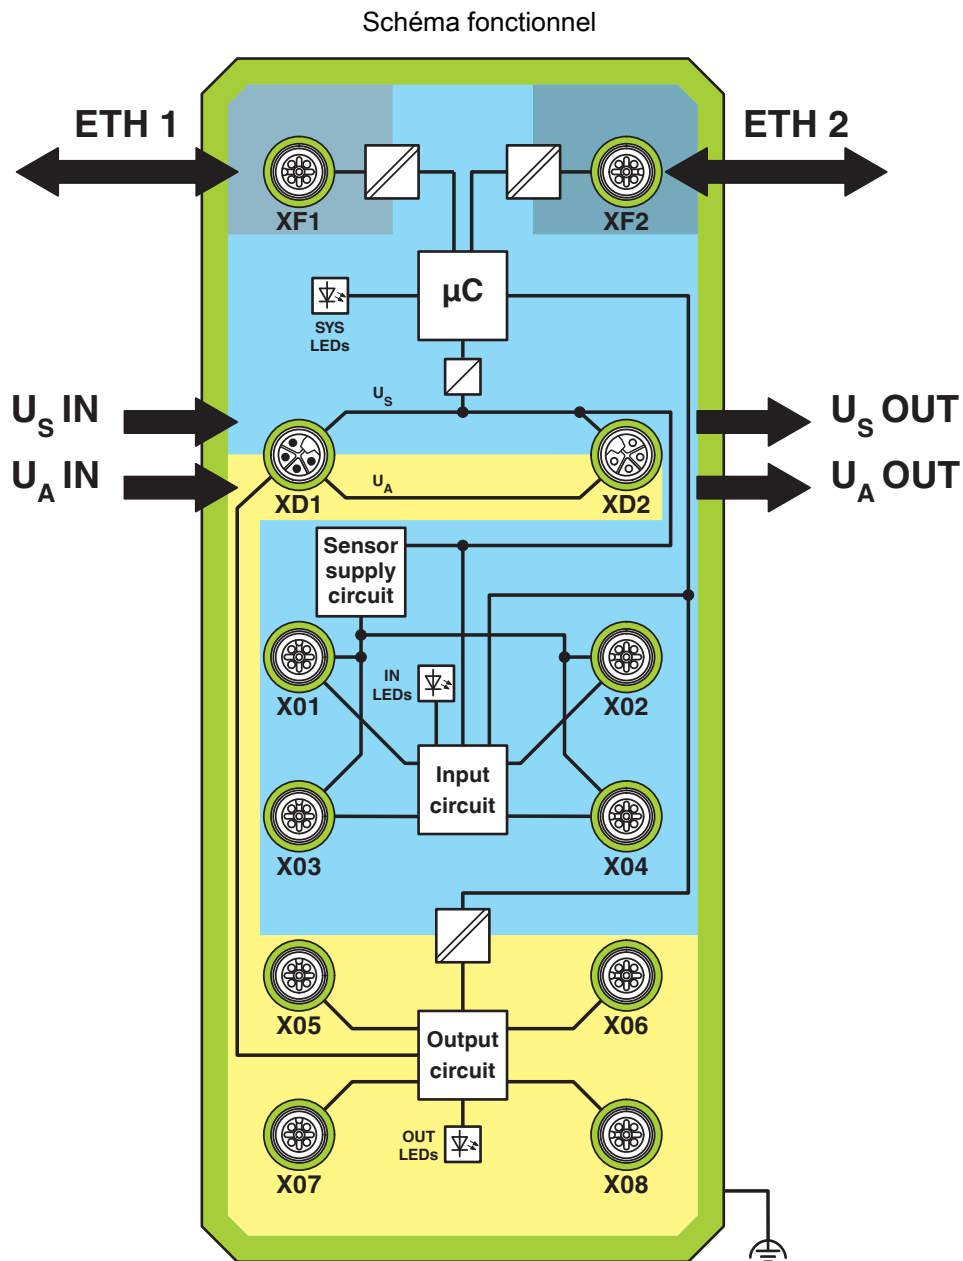 Schéma fonctionnel
ETH 1
ETH 2
XF1
XF2
µC
SYS
LEDs
US IN
US
US OUT
UA IN
UA
UA OUT
XD1
XD2
Sensor
supply
circuit
X01
IN
LEDs
X02
Input
circuit
X03
X04
X05
X06
Output
circuit
X07
OUT
LEDs
X08